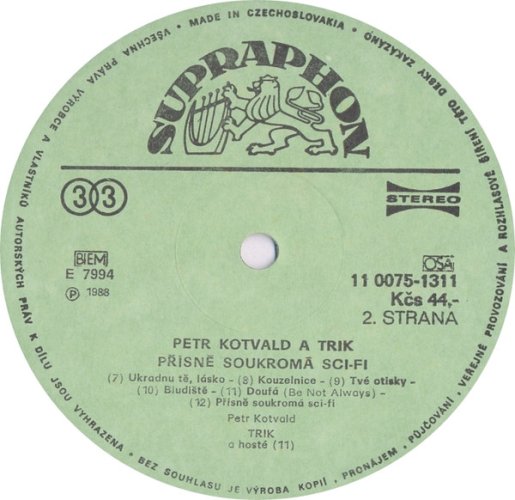 VŠECHNA PRÁVA VÝROBCE A VLASTNÍKŮ AUTORSKÝCH PRÁV K DÍLU JSOU VYHRAZENA • BEZ SOUHLASU JE VÝROBA KOPIÍ, PRONÁJEM, PŮJČOVÁNÍ, VEŘEJNÉ PROVOZOVÁNÍ A ROZHLASOVÉ ŠÍŘENÍ TÉTO DESKY ZAKÁZÁNO • MADE IN CZECHOSLOVAKIA •
SUPRAPHON
33
STEREO
BIEM
E 7994
Ⓟ 1988
OSA
11 0075-1311
Kčs 44,-
2. STRANA
PETR KOTVALD A TRIK
PŘÍSNĚ SOUKROMÁ SCI-FI
(7) Ukradnu tě, lásko – (8) Kouzelnice – (9) Tvé otisky –
(10) Bludiště – (11) Doufá (Be Not Always) –
(12) Přísně soukromá sci-fi
Petr Kotvald
TRIK
a hosté (11)